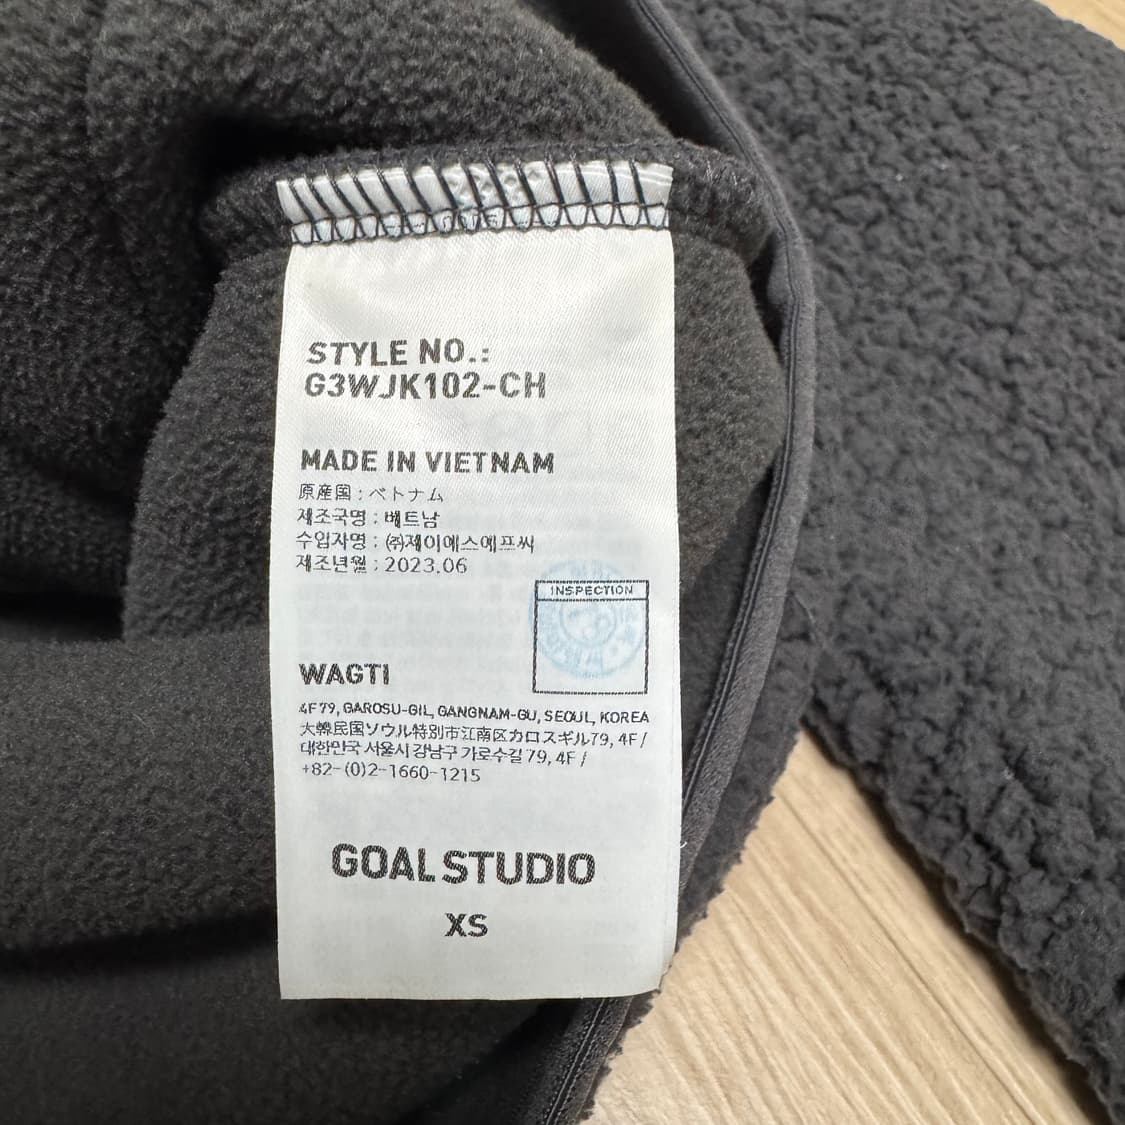 STYLE NO.:
G3WJK102-CH
MADE IN VIETNAM
原産国 : ベトナム
제조국명 : 베트남
수입자명 : ㈜제이에스에프씨
제조년월 : 2023.06
INSPECTION
WAGTI
4F 79, GAROSU-GIL, GANGNAM-GU, SEOUL, KOREA
大韓民国ソウル特別市江南区カロスギル79, 4F /
대한민국 서울시 강남구 가로수길 79, 4F /
+82-(0)2-1660-1215
GOALSTUDIO
XS